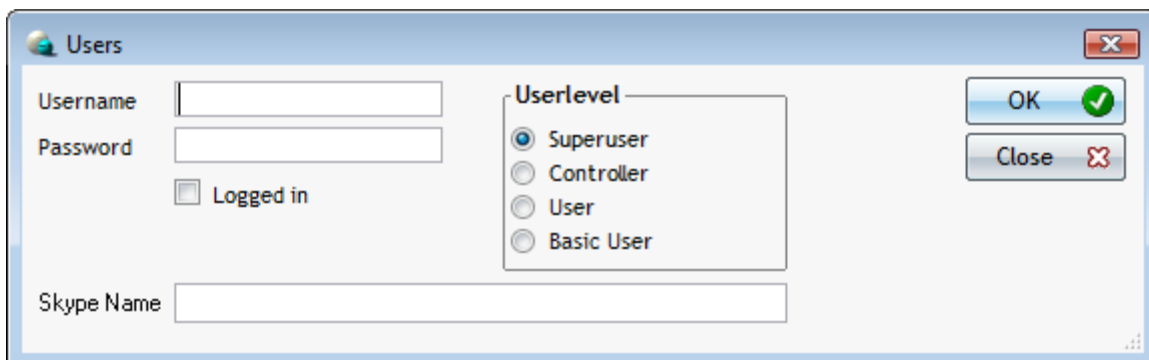 Users
Username
Password
Logged in
Userlevel
Superuser
Controller
User
Basic User
OK
Close
Skype Name